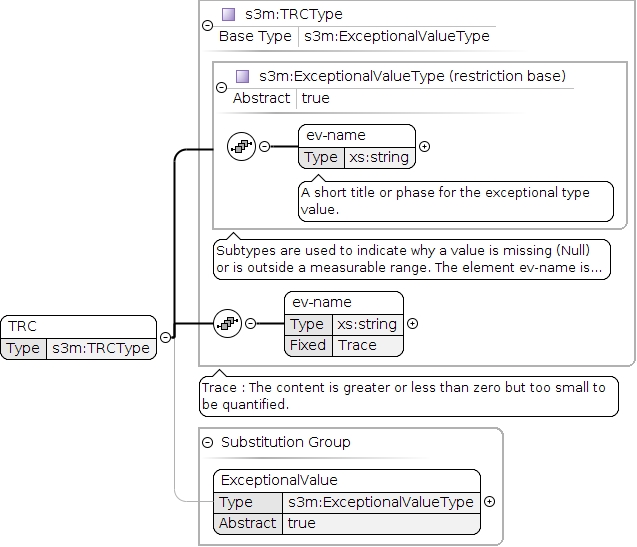 s3m:TRCType
Base Type s3m:ExceptionalValueType
s3m:ExceptionalValueType (restriction base)
Abstract true
ev-name
Type xs:string
A short title or phase for the exceptional type
value.
Subtypes are used to indicate why a value is missing (Null)
or is outside a measurable range. The element ev-name is...
ev-name
Type xs:string
Fixed Trace
TRC
Type s3m:TRCType
Trace : The content is greater or less than zero but too small to
be quantified.
Substitution Group
ExceptionalValue
Type s3m:ExceptionalValueType
Abstract true